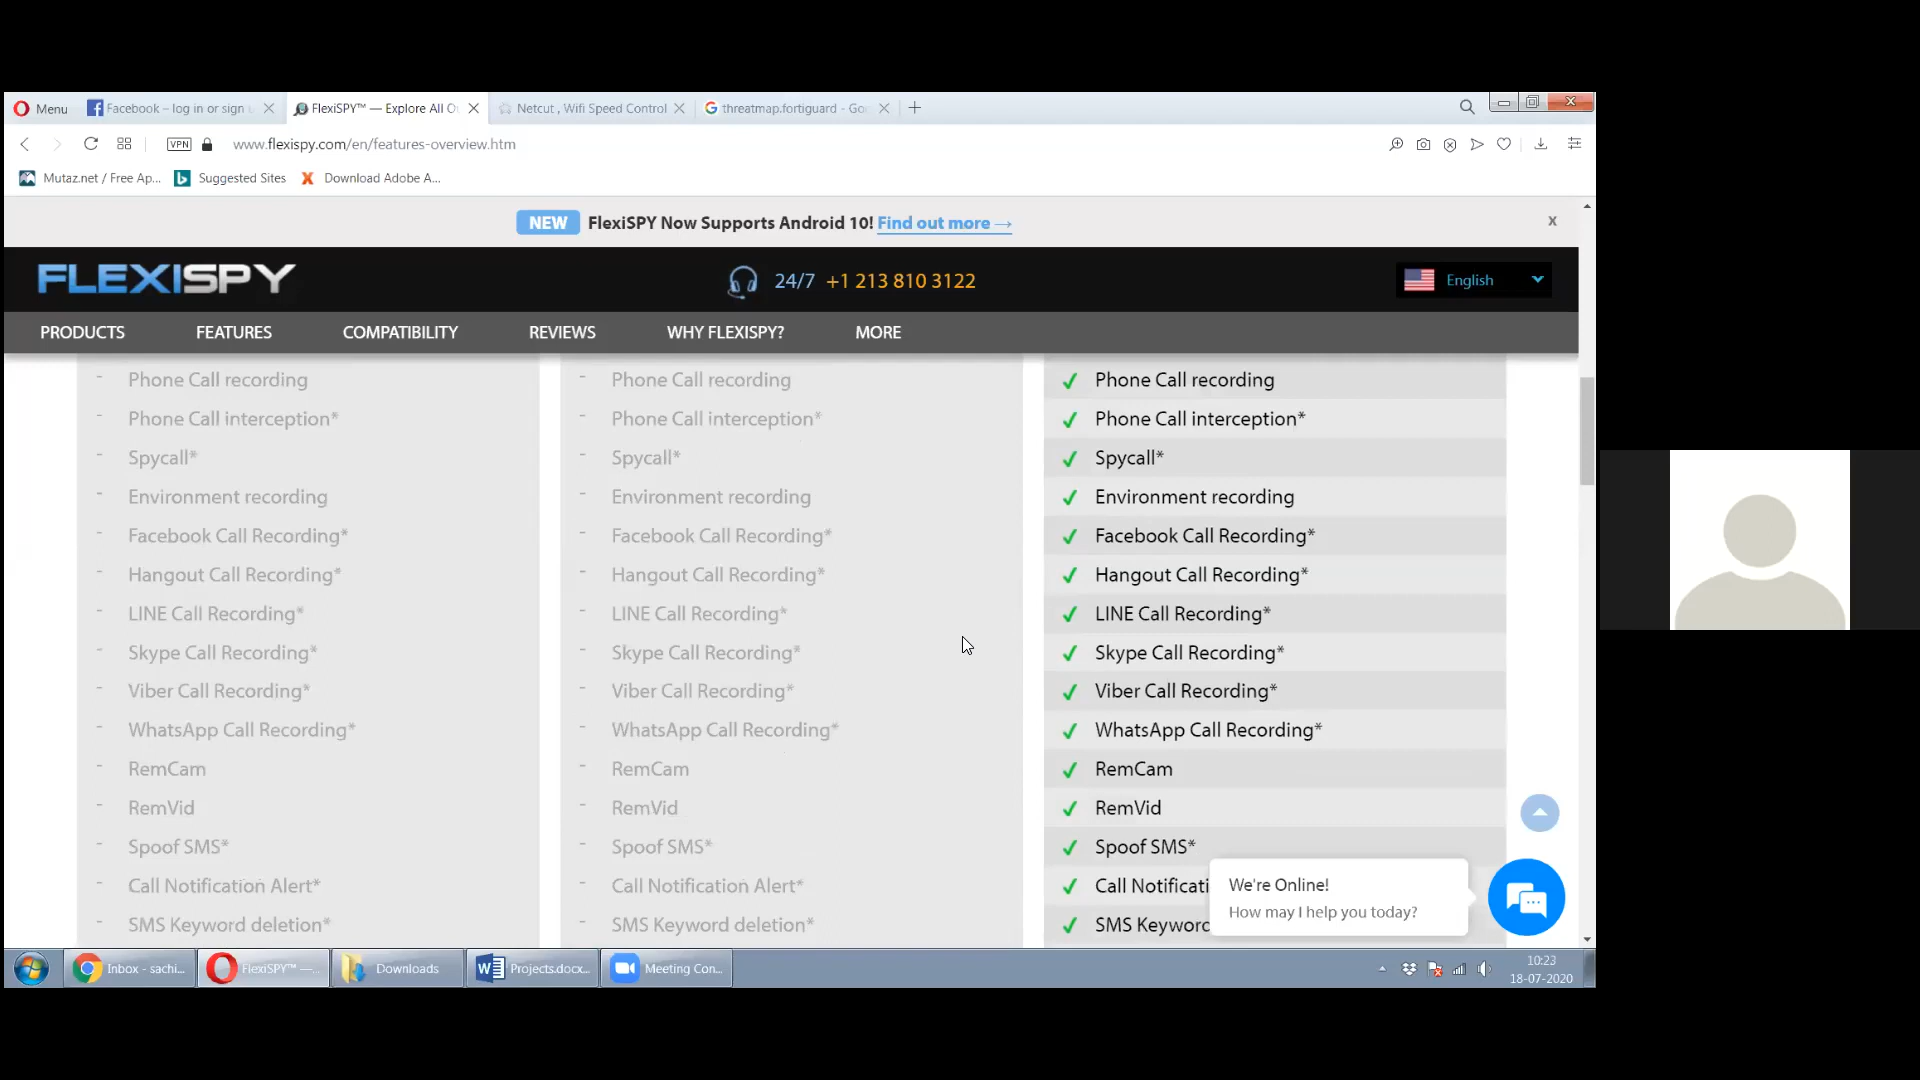 Menu
Facebook – log in or sign u
FlexiSPY™ — Explore All O
Netcut , Wifi Speed Control
threatmap.fortiguard - Goo
VPN
www.flexispy.com/en/features-overview.htm
Mutaz.net / Free Ap...
Suggested Sites
Download Adobe A...
NEW FlexiSPY Now Supports Android 10! Find out more →
x
FLEXISPY
24/7 +1 213 810 3122
English
PRODUCTS FEATURES COMPATIBILITY REVIEWS WHY FLEXISPY? MORE
- Phone Call recording - Phone Call recording ✓ Phone Call recording
- Phone Call interception* - Phone Call interception* ✓ Phone Call interception*
- Spycall* - Spycall* ✓ Spycall*
- Environment recording - Environment recording ✓ Environment recording
- Facebook Call Recording* - Facebook Call Recording* ✓ Facebook Call Recording*
- Hangout Call Recording* - Hangout Call Recording* ✓ Hangout Call Recording*
- LINE Call Recording* - LINE Call Recording* ✓ LINE Call Recording*
- Skype Call Recording* - Skype Call Recording* ✓ Skype Call Recording*
- Viber Call Recording* - Viber Call Recording* ✓ Viber Call Recording*
- WhatsApp Call Recording* - WhatsApp Call Recording* ✓ WhatsApp Call Recording*
- RemCam - RemCam ✓ RemCam
- RemVid - RemVid ✓ RemVid
- Spoof SMS* - Spoof SMS* ✓ Spoof SMS*
- Call Notification Alert* - Call Notification Alert* ✓ Call Notificati
- SMS Keyword deletion* - SMS Keyword deletion* ✓ SMS Keyword
We're Online!
How may I help you today?
Inbox - sachi...
FlexiSPY™ —...
Downloads
Projects.docx...
Meeting Con...
10:23
18-07-2020